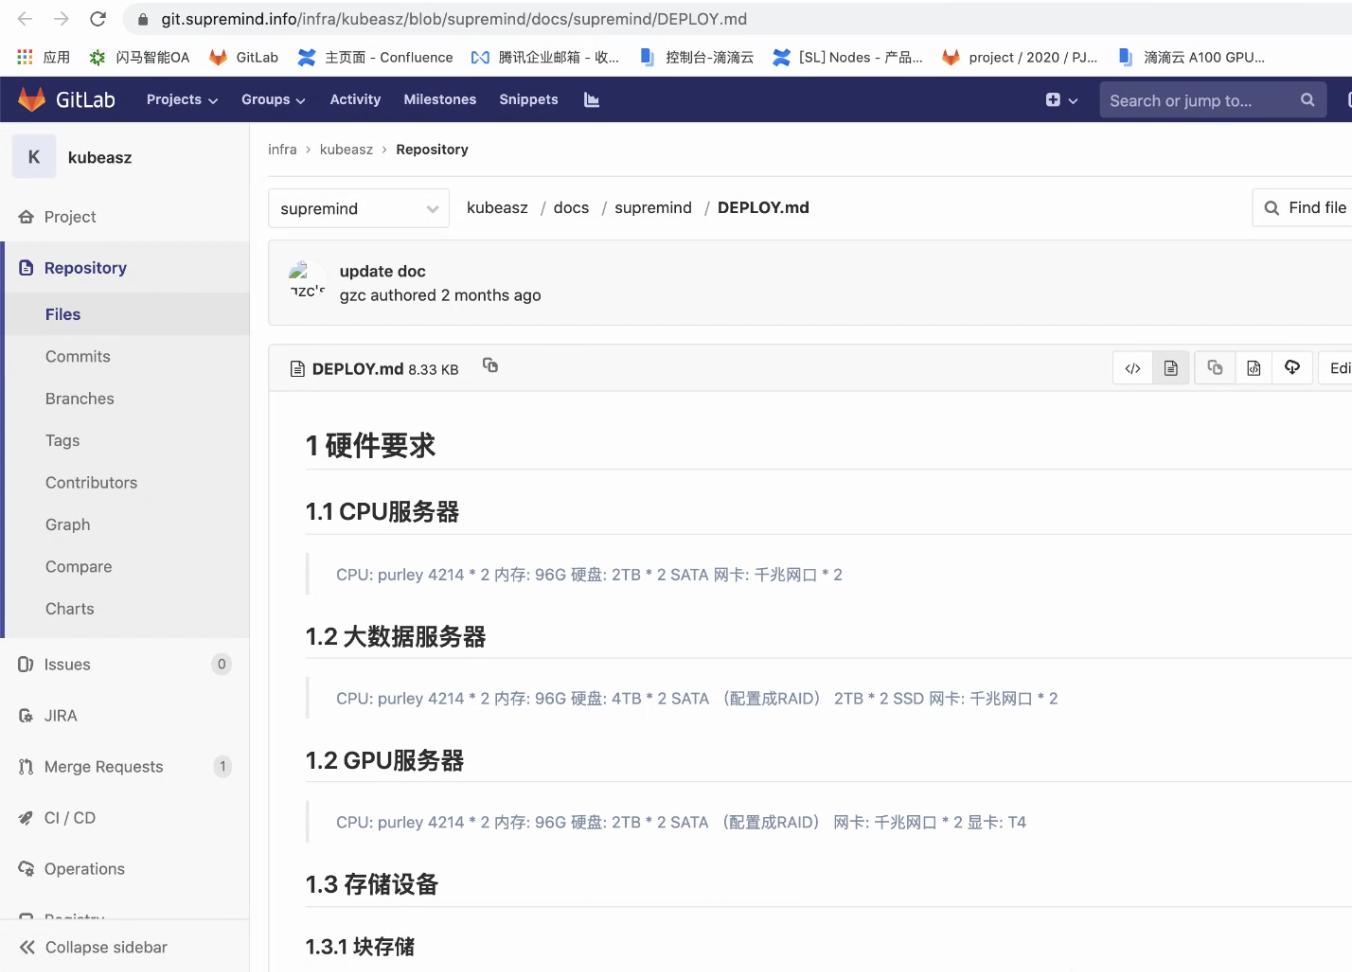 git.supremind.info/infra/kubeasz/blob/supremind/docs/supremind/DEPLOY.md
应用 闪马智能OA GitLab 主页面 - Confluence 腾讯企业邮箱 - 收... 控制台-滴滴云 [SL] Nodes - 产品... project / 2020 / PJ... 滴滴云 A100 GPU...
GitLab Projects Groups Activity Milestones Snippets Search or jump to...
K kubeasz
infra › kubeasz › Repository
Project
supremind kubeasz / docs / supremind / DEPLOY.md Find file
Repository
update doc
gzc authored 2 months ago
Files
Commits
DEPLOY.md 8.33 KB Edi
Branches
Tags
1 硬件要求
Contributors
1.1 CPU服务器
Graph
Compare
CPU: purley 4214 * 2 内存: 96G 硬盘: 2TB * 2 SATA 网卡: 千兆网口 * 2
Charts
1.2 大数据服务器
Issues 0
CPU: purley 4214 * 2 内存: 96G 硬盘: 4TB * 2 SATA （配置成RAID） 2TB * 2 SSD 网卡: 千兆网口 * 2
JIRA
1.2 GPU服务器
Merge Requests 1
CPU: purley 4214 * 2 内存: 96G 硬盘: 2TB * 2 SATA （配置成RAID） 网卡: 千兆网口 * 2 显卡: T4
CI / CD
Operations
1.3 存储设备
Registry
Collapse sidebar
1.3.1 块存储